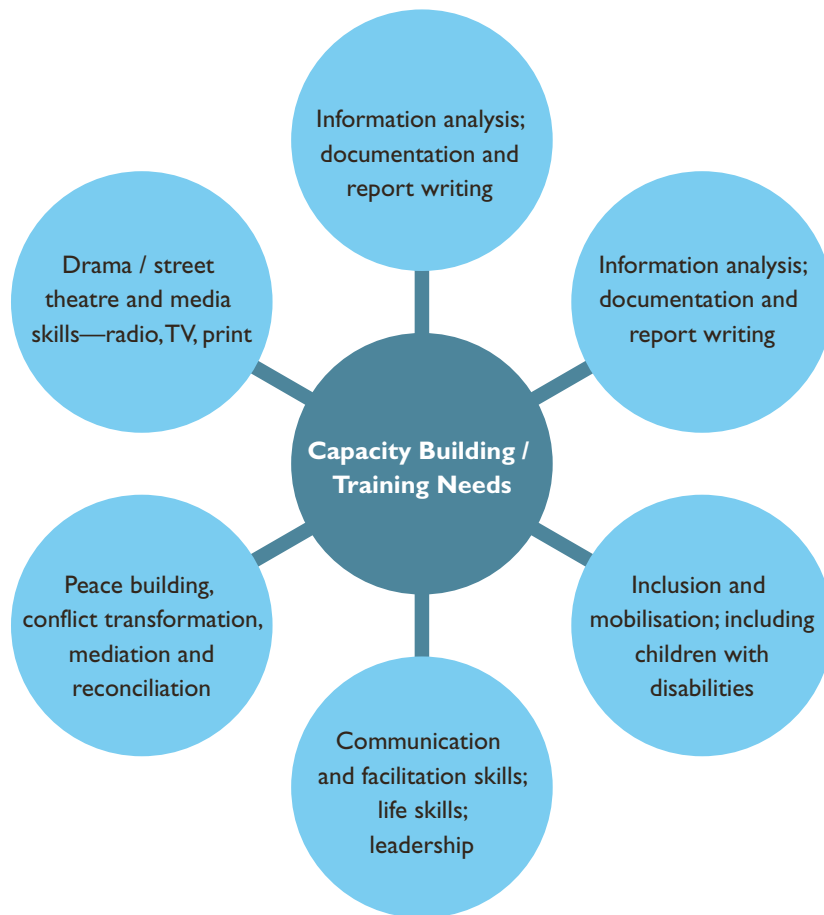 Information analysis;
documentation and
report writing
Information analysis;
documentation and
report writing
Drama / street
theatre and media
skills—radio, TV, print
Capacity Building /
Training Needs
Peace building,
conflict transformation,
mediation and
reconciliation
Inclusion and
mobilisation; including
children with
disabilities
Communication
and facilitation skills;
life skills;
leadership